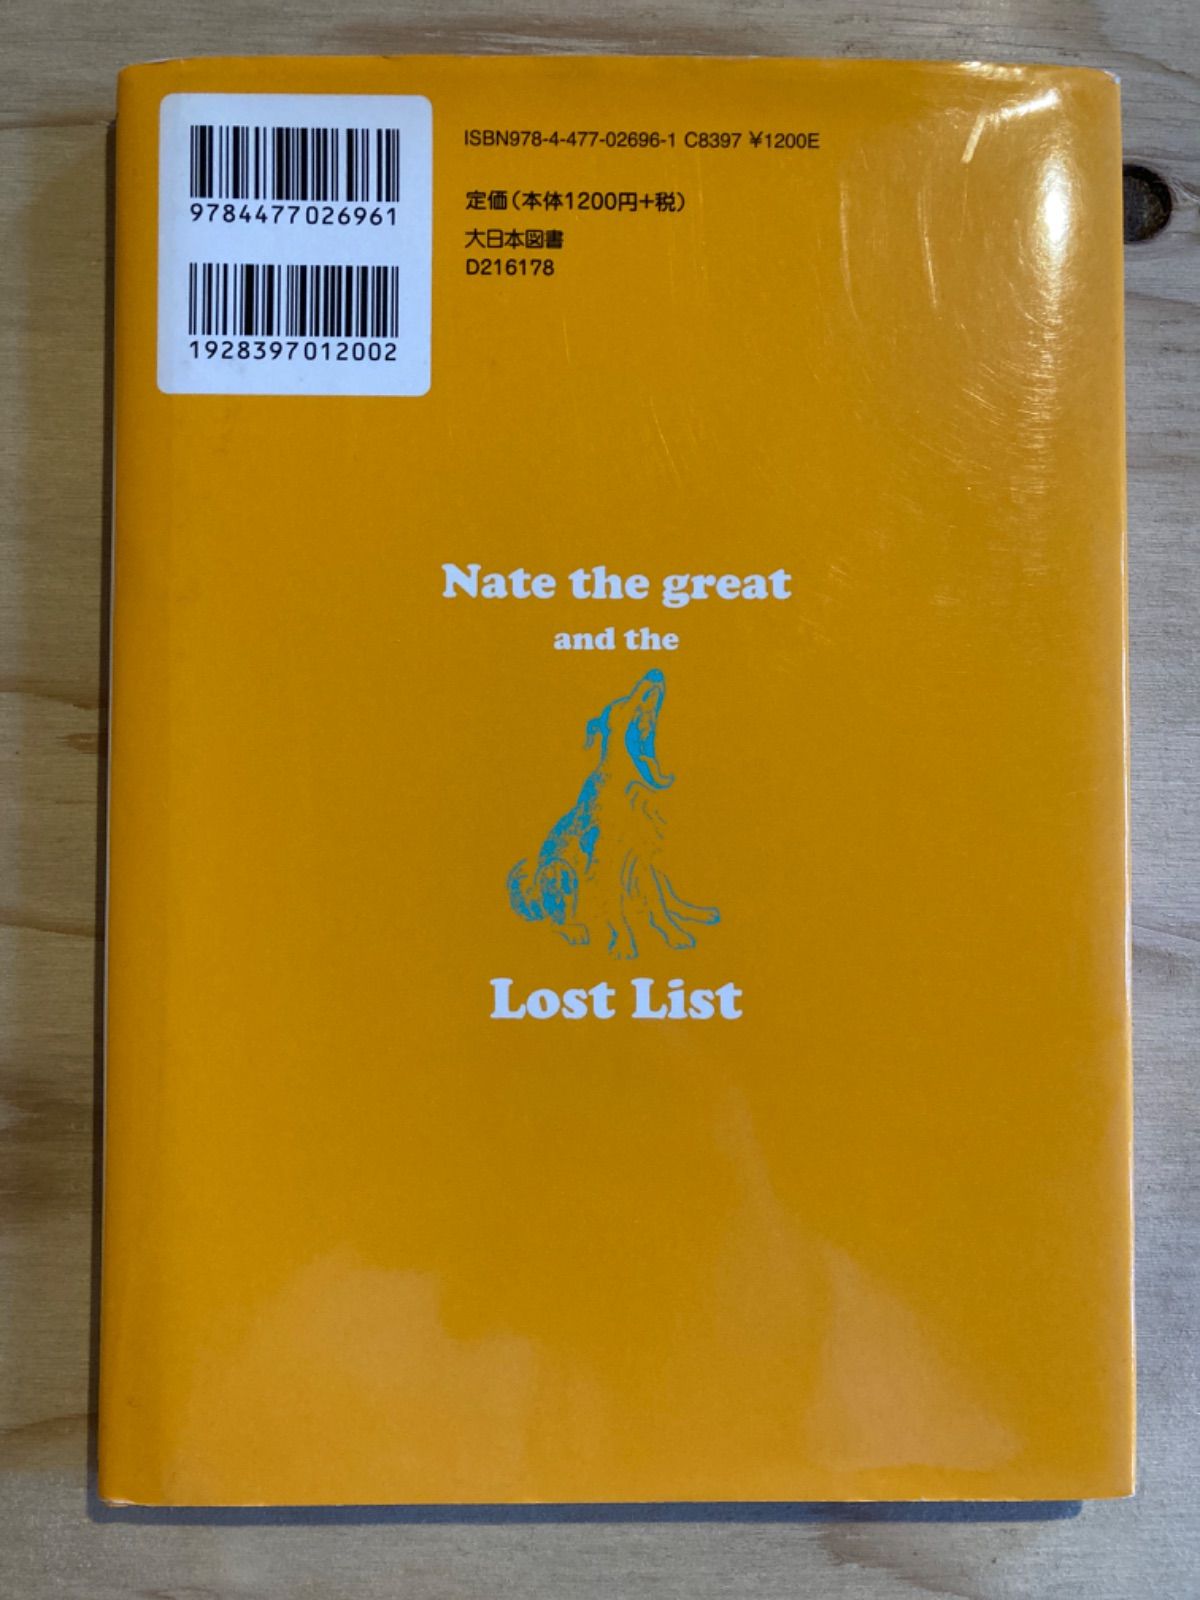 ISBN978-4-477-02696-1 C8397 ¥1200E
9784477026961
定価(本体1200円+税)
大日本図書
D216178
1928397012002
Nate the great
and the
Lost List